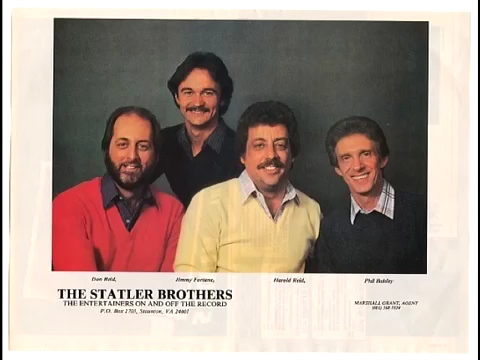 Don Reid, Jimmy Fortune, Harold Reid, Phil Balsley
THE STATLER BROTHERS
THE ENTERTAINERS ON AND OFF THE RECORD
P.O. Box 2703, Staunton, VA 24401
MARSHALL GRANT, AGENT